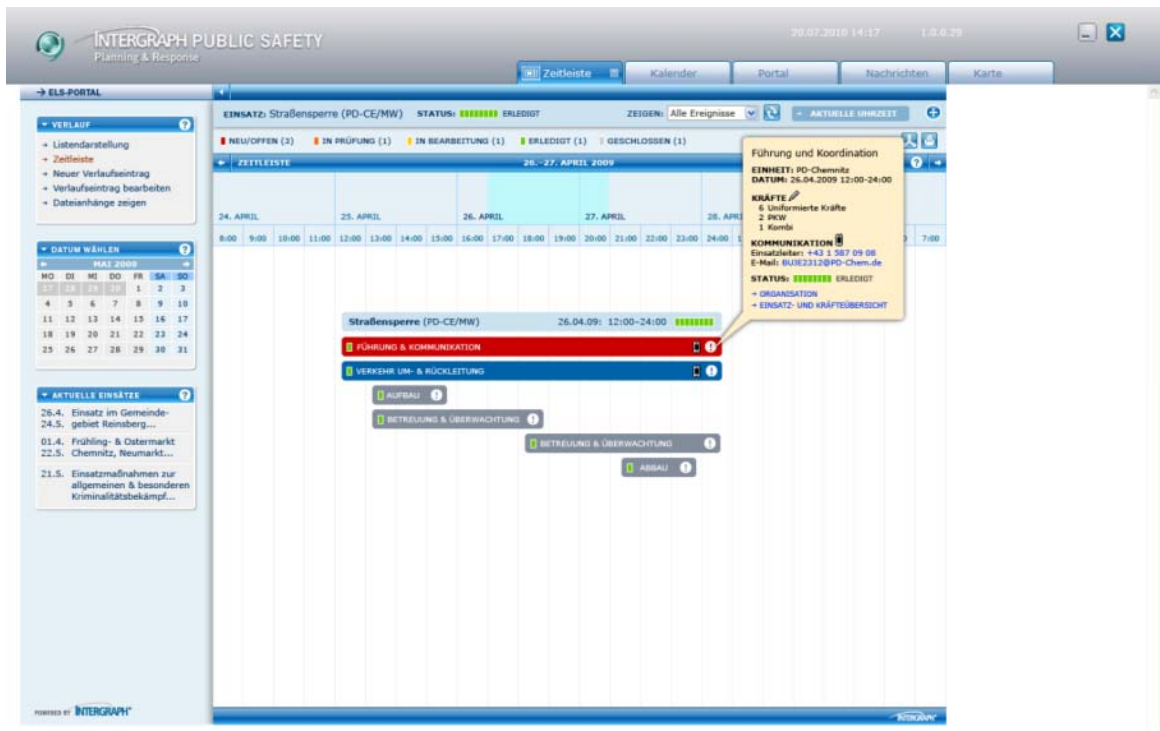 INTERGRAPH PUBLIC SAFETY
Planning & Response
20.07.2010 14:17 1.0.0.29
Zeitleiste Kalender Portal Nachrichten Karte
→ ELS-PORTAL
VERLAUF ?
Listendarstellung
Zeitleiste
Neuer Verlaufseintrag
Verlaufseintrag bearbeiten
Dateianhänge zeigen
DATUM WÄHLEN ?
MAI 2009
MO DI MI DO FR SA SO
27 28 29 30 1 2 3
4 5 6 7 8 9 10
11 12 13 14 15 16 17
18 19 20 21 22 23 24
25 26 27 28 29 30 31
AKTUELLE EINSÄTZE ?
26.4. Einsatz im Gemeinde-
24.5. gebiet Reinsberg...
01.4. Frühling- & Ostermarkt
22.5. Chemnitz, Neumarkt...
21.5. Einsatzmaßnahmen zur
allgemeinen & besonderen
Kriminalitätsbekämpf...
POWERED BY INTERGRAPH
EINSATZ: Straßensperre (PD-CE/MW) STATUS: ERLEDIGT ZEIGEN: Alle Ereignisse AKTUELLE UHRZEIT
NEU/OFFEN (3) IN PRÜFUNG (1) IN BEARBEITUNG (1) ERLEDIGT (1) GESCHLOSSEN (1)
ZEITLEISTE 26.-27. APRIL 2009 ?
24. APRIL 25. APRIL 26. APRIL 27. APRIL 28. APRI
8:00 9:00 10:00 11:00 12:00 13:00 14:00 15:00 16:00 17:00 18:00 19:00 20:00 21:00 22:00 23:00 24:00 7:00
Straßensperre (PD-CE/MW) 26.04.09: 12:00-24:00
FÜHRUNG & KOMMUNIKATION
VERKEHR UM- & RÜCKLEITUNG
AUFBAU
BETREUUNG & ÜBERWACHTUNG
BETREUUNG & ÜBERWACHTUNG
ABBAU
Führung und Koordination
EINHEIT: PD-Chemnitz
DATUM: 26.04.2009 12:00-24:00
KRÄFTE
6 Uniformierte Kräfte
2 PKW
1 Kombi
KOMMUNIKATION
Einsatzleiter: +43 1 587 09 08
E-Mail: BUJE2312@PD-Chem.de
STATUS: ERLEDIGT
→ ORGANISATION
→ EINSATZ- UND KRÄFTEÜBERSICHT
INTERGRAPH